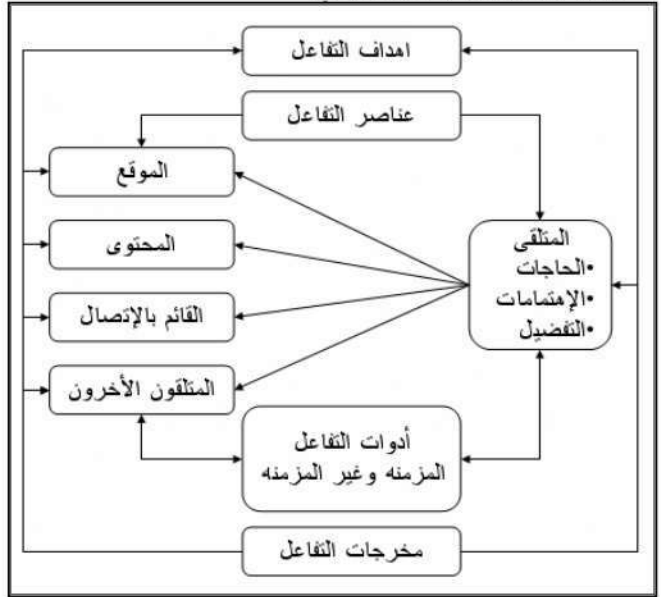 اهداف التفاعل
عناصر التفاعل
الموقع
المحتوى
القائم بالإتصال
المتلقون الأخرون
المتلقى
•الحاجات
•الإهتمامات
•التفضيل
أدوات التفاعل
المزمنه وغير المزمنه
مخرجات التفاعل